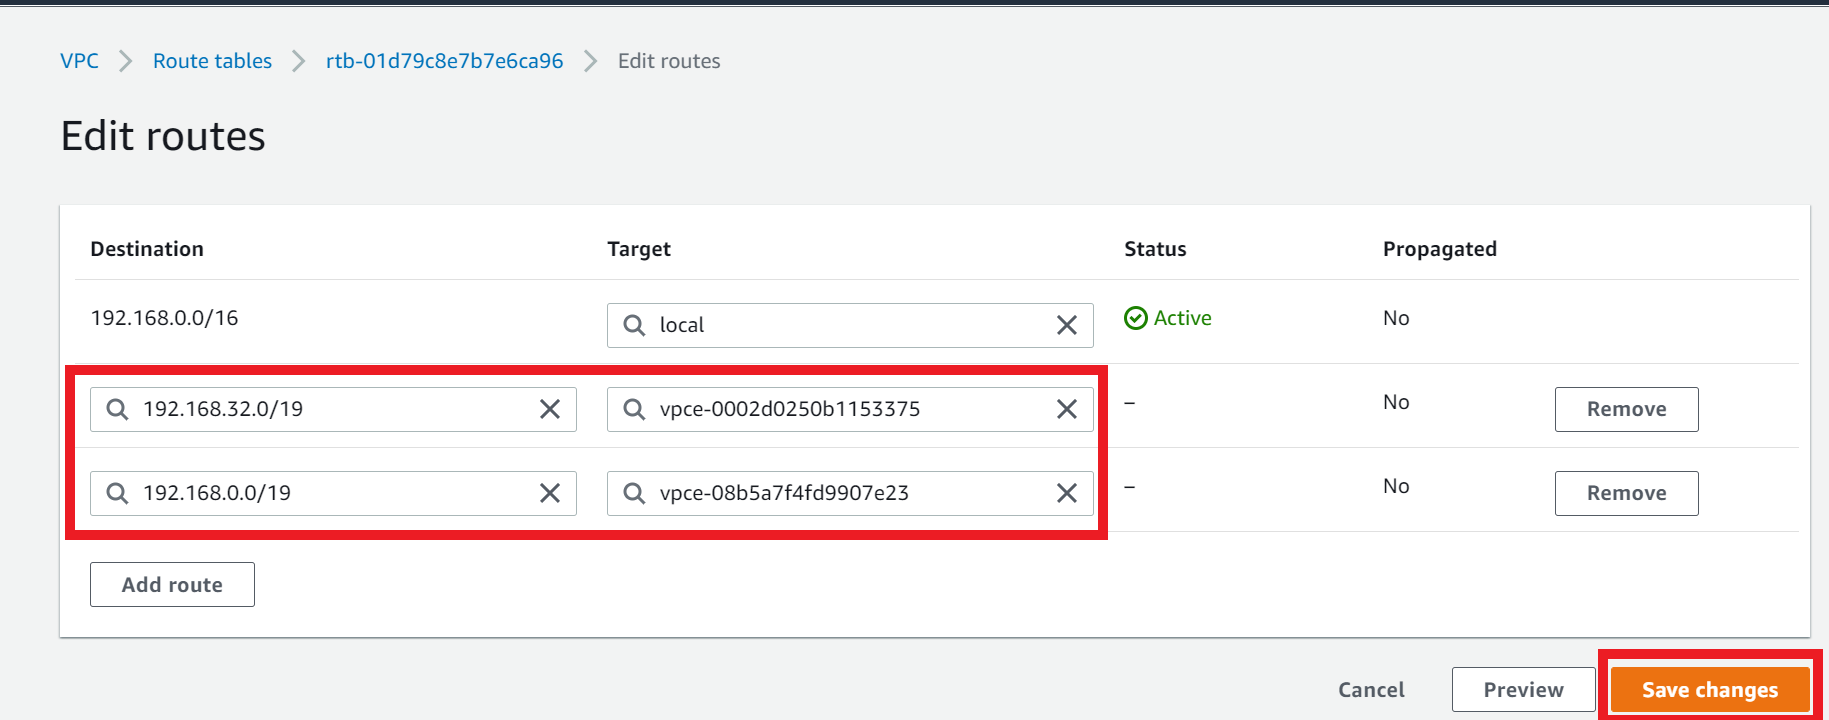 VPC > Route tables > rtb-01d79c8e7b7e6ca96 > Edit routes
Edit routes
Destination Target Status Propagated
192.168.0.0/16 local Active No
192.168.32.0/19 vpce-0002d0250b1153375 – No Remove
192.168.0.0/19 vpce-08b5a7f4fd9907e23 – No Remove
Add route
Cancel Preview Save changes